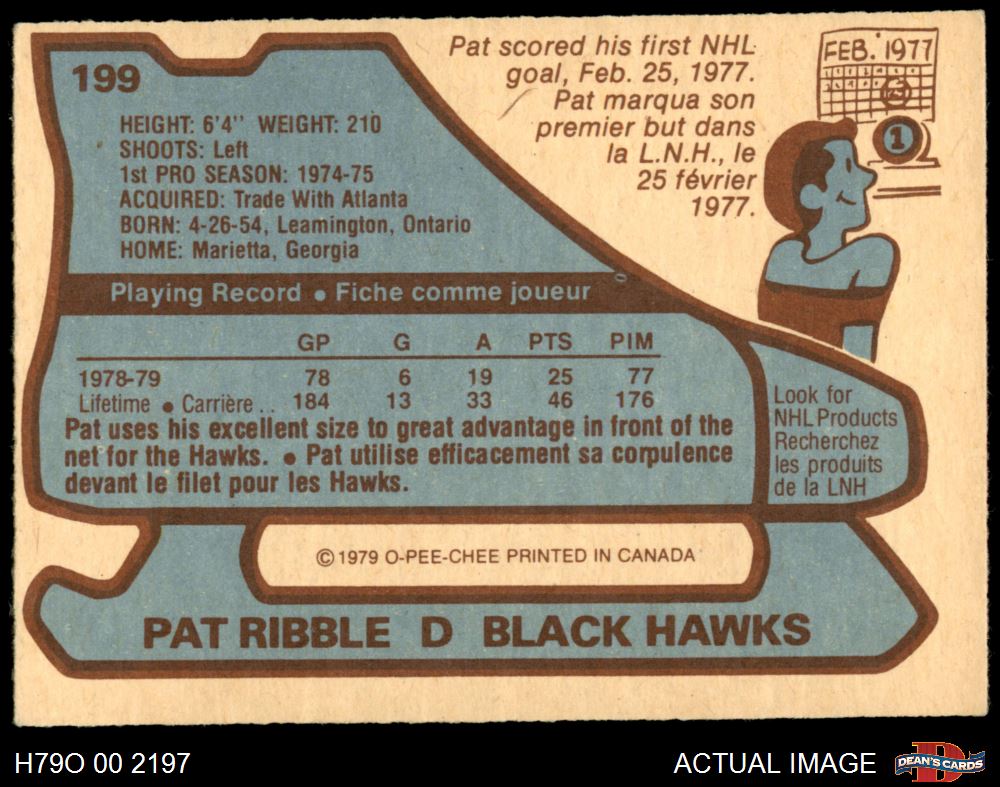 199
HEIGHT: 6'4" WEIGHT: 210
SHOOTS: Left
1st PRO SEASON: 1974-75
ACQUIRED: Trade With Atlanta
BORN: 4-26-54, Leamington, Ontario
HOME: Marietta, Georgia
Pat scored his first NHL
goal, Feb. 25, 1977.
Pat marqua son
premier but dans
la L.N.H., le
25 février
1977.
FEB. 1977
1
Playing Record • Fiche comme joueur
GP G A PTS PIM
1978-79 78 6 19 25 77
Lifetime • Carrière .. 184 13 33 46 176
Pat uses his excellent size to great advantage in front of the
net for the Hawks. • Pat utilise efficacement sa corpulence
devant le filet pour les Hawks.
Look for
NHL Products
Recherchez
les produits
de la LNH
© 1979 O-PEE-CHEE PRINTED IN CANADA
PAT RIBBLE D BLACK HAWKS
H79O 00 2197
ACTUAL IMAGE
DEAN'S CARDS